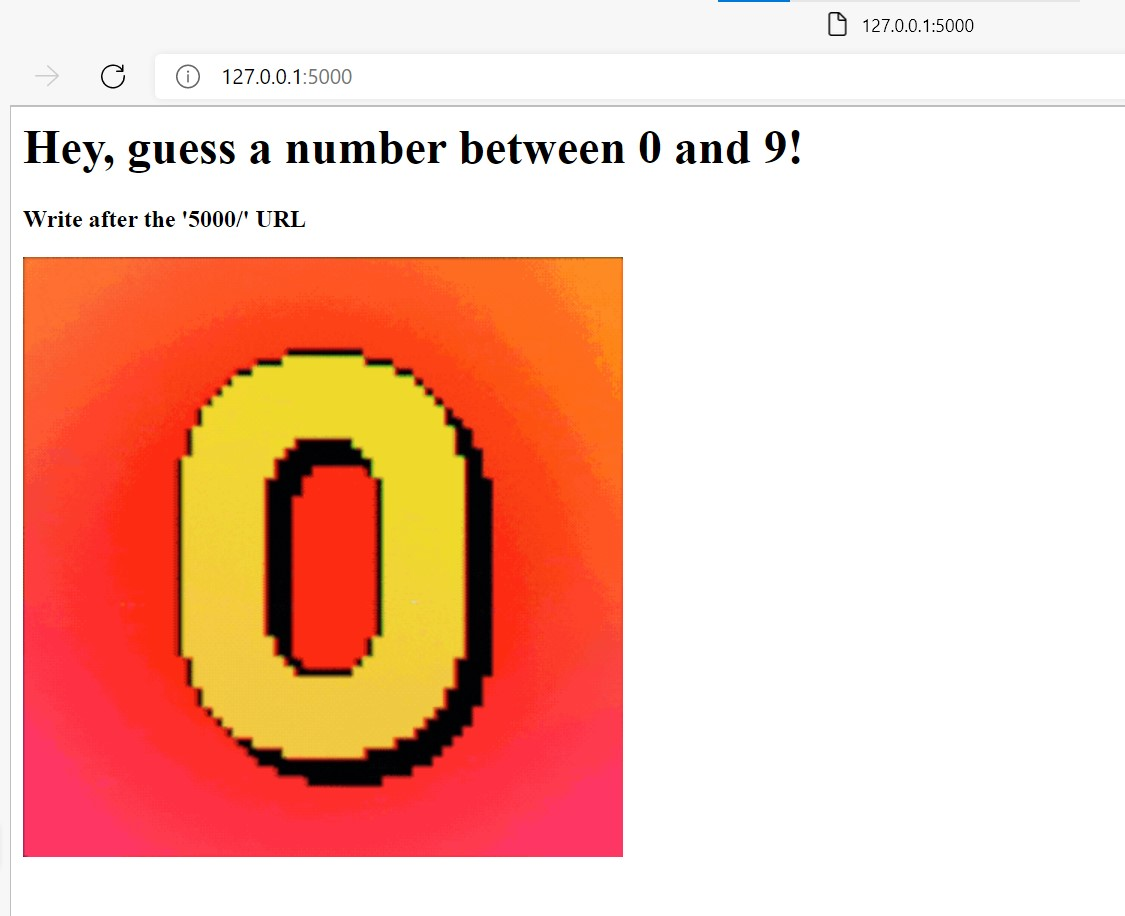 127.0.0.1:5000
127.0.0.1:5000
Hey, guess a number between 0 and 9!
Write after the '5000/' URL
0